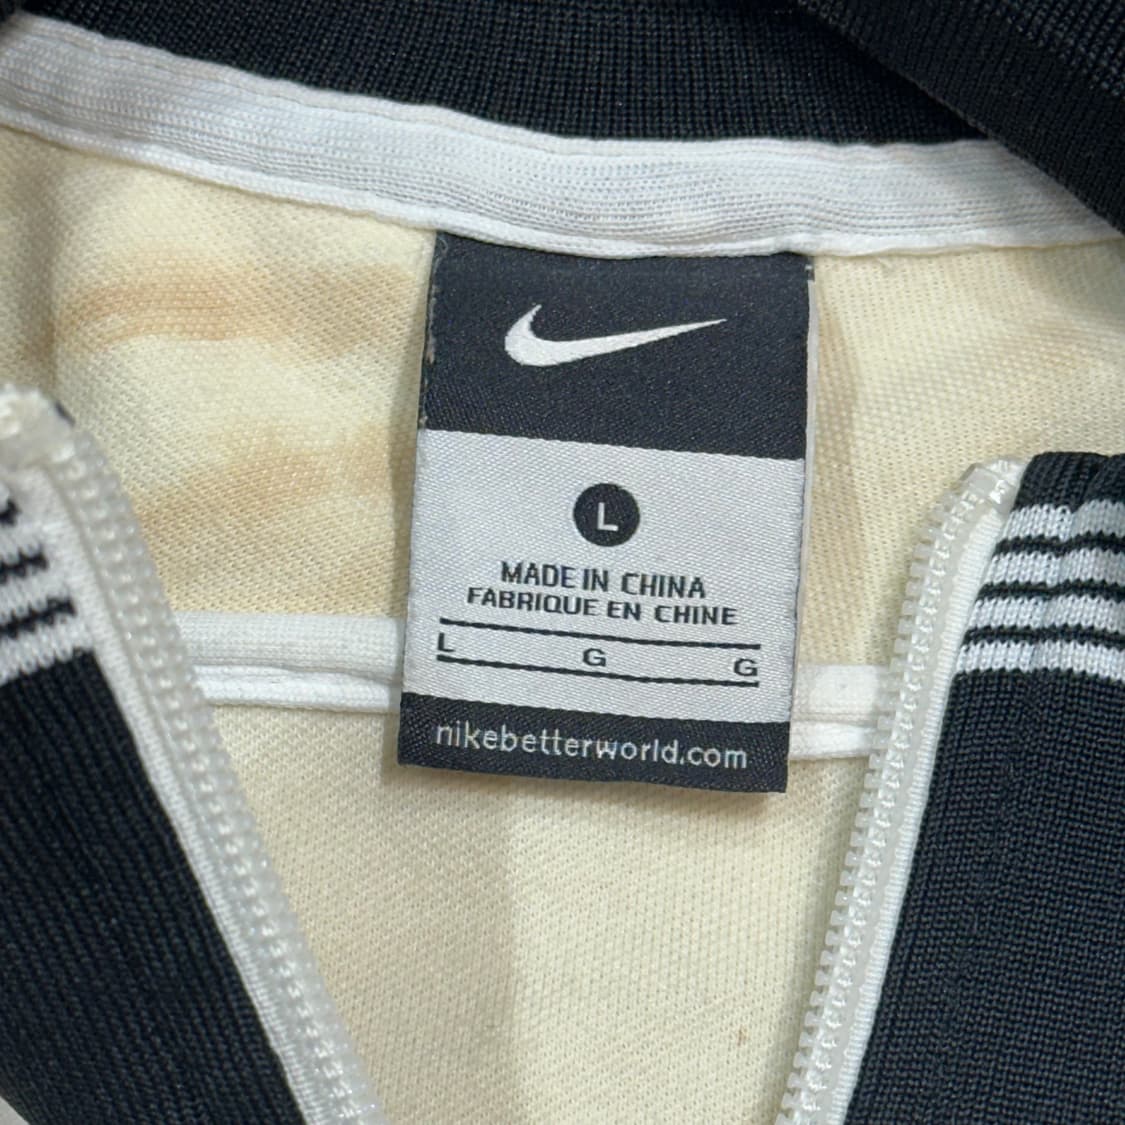 L
MADE IN CHINA
FABRIQUE EN CHINE
L G G
nikebetterworld.com